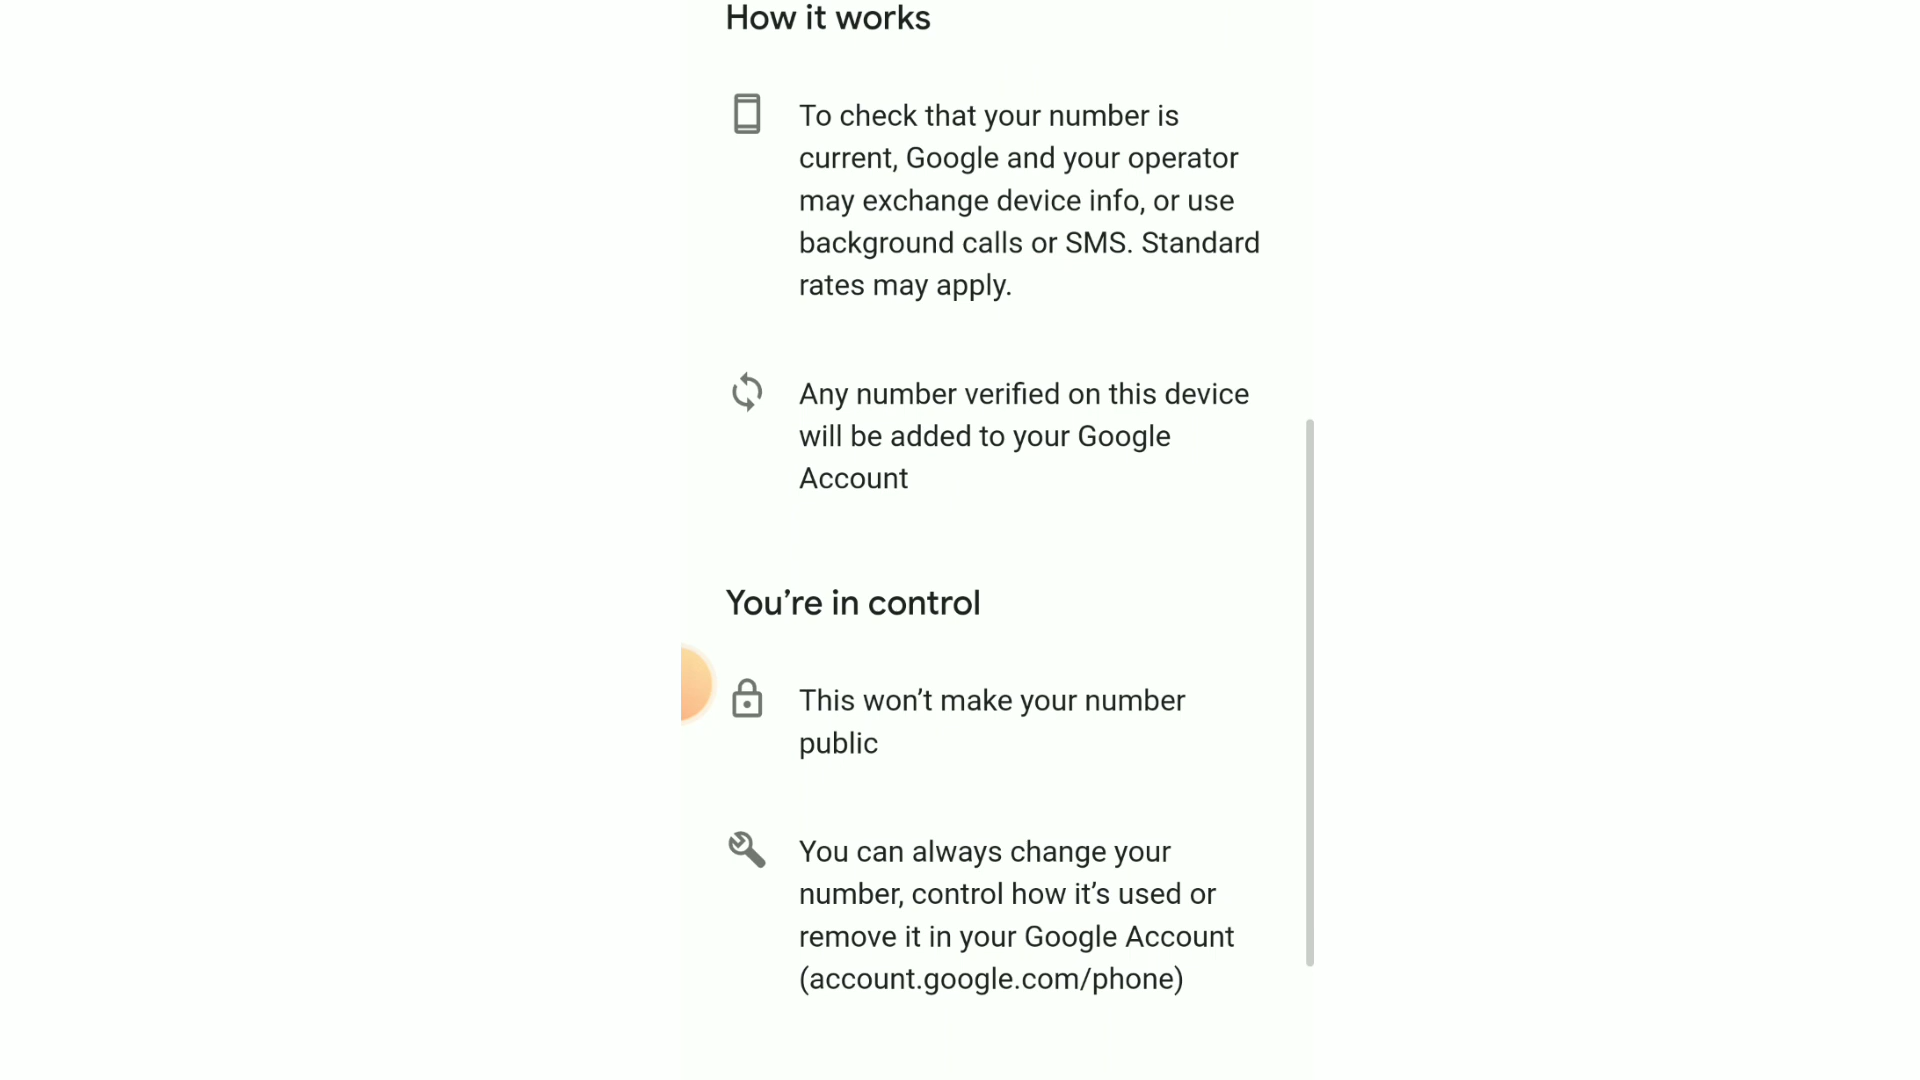 How it works
To check that your number is
current, Google and your operator
may exchange device info, or use
background calls or SMS. Standard
rates may apply.
Any number verified on this device
will be added to your Google
Account
You’re in control
This won’t make your number
public
You can always change your
number, control how it’s used or
remove it in your Google Account
(account.google.com/phone)